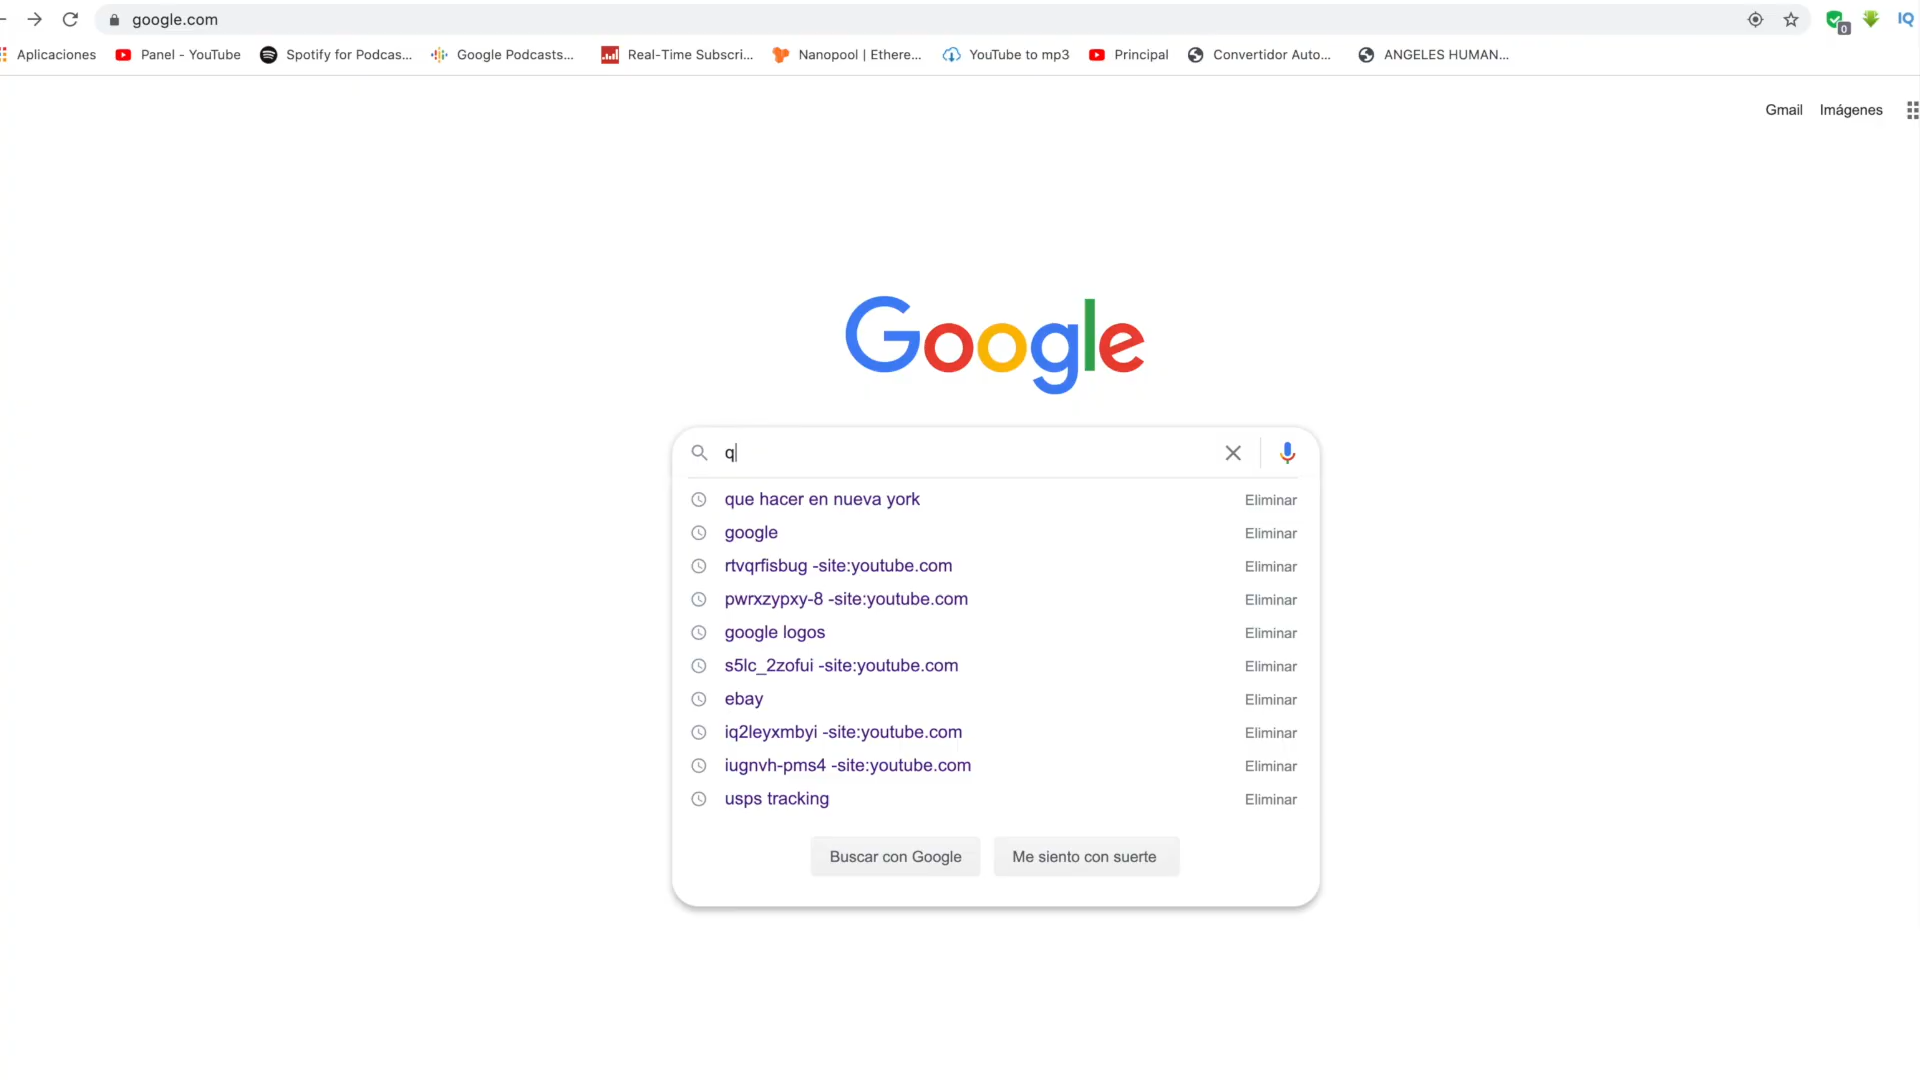 google.com
0
IQ
Aplicaciones Panel - YouTube Spotify for Podcas... Google Podcasts... Real-Time Subscri... Nanopool | Ethere... YouTube to mp3 Principal Convertidor Auto... ANGELES HUMAN...
Gmail Imágenes
Google
q
que hacer en nueva york Eliminar
google Eliminar
rtvqrfisbug -site:youtube.com Eliminar
pwrxzypxy-8 -site:youtube.com Eliminar
google logos Eliminar
s5lc_2zofui -site:youtube.com Eliminar
ebay Eliminar
iq2leyxmbyi -site:youtube.com Eliminar
iugnvh-pms4 -site:youtube.com Eliminar
usps tracking Eliminar
Buscar con Google Me siento con suerte